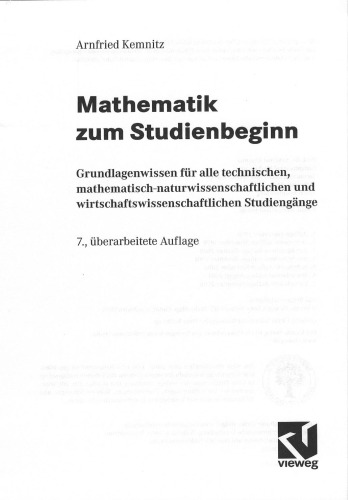 Arnfried Kemnitz
Mathematik
zum Studienbeginn
Grundlagenwissen für alle technischen,
mathematisch-naturwissenschaftlichen und
wirtschaftswissenschaftlichen Studiengänge
7., überarbeitete Auflage
vieweg